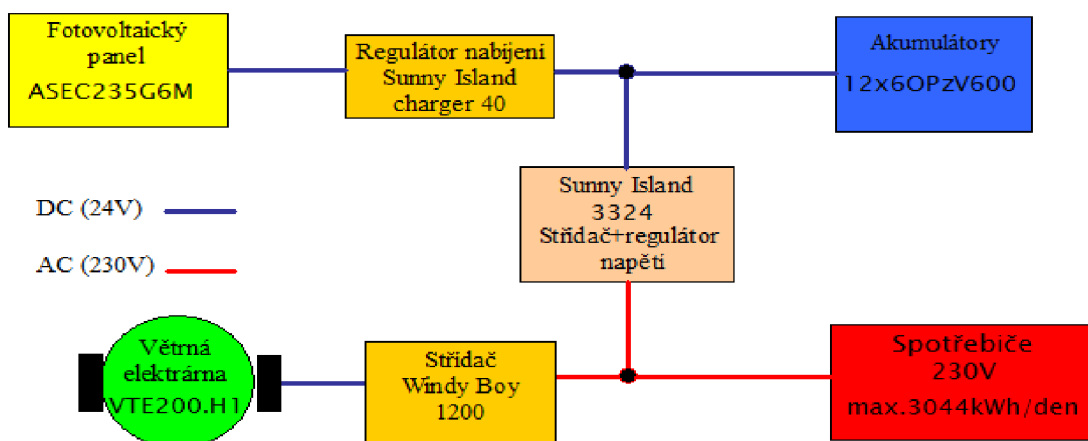 Fotovoltaický
panel
ASEC235G6M
Regulátor nabíjení
Sunny Island
charger 40
Akumulátory
12x6OPzV600
DC (24V)
AC (230V)
Sunny Island
3324
Střídač+regulátor
napětí
Větrná
elektrárna
VTE200.H1
Střídač
Windy Boy
1200
Spotřebiče
230V
max.3044kWh/den